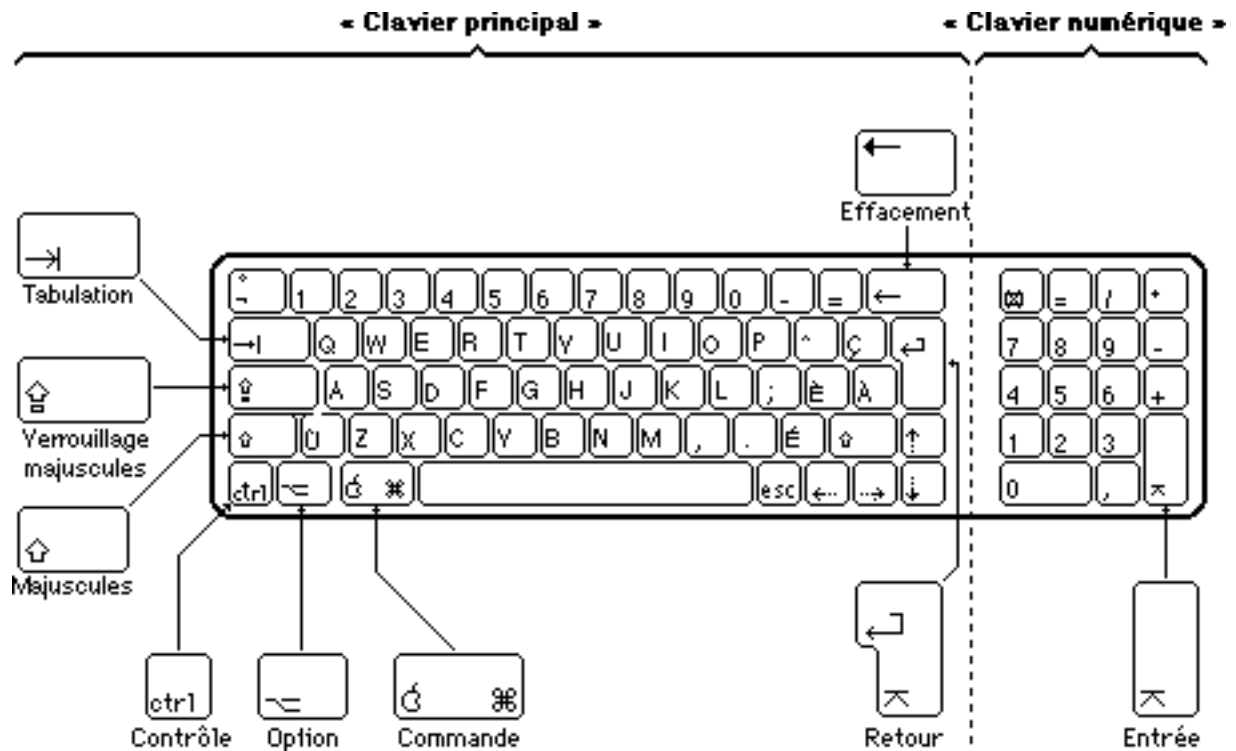 « Clavier principal » « Clavier numérique »
Effacement
Tabulation
° - 1 2 3 4 5 6 7 8 9 0 - = = / *
Q W E R T Y U I O P ^ Ç 7 8 9 -
A S D F G H J K L ; È À 4 5 6 +
Verrouillage
majuscules
Ù Z X C V B N M , . É 1 2 3
ctrl ⌥ ⌘ esc 0 ,
Majuscules
ctrl ⌥ ⌘
Contrôle Option Commande Retour Entrée